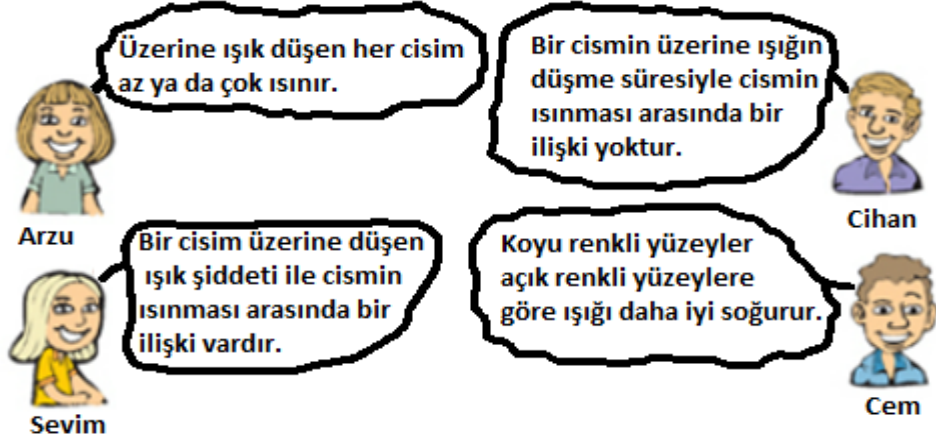 Üzerine ışık düşen her cisim
az ya da çok ısınır.
Arzu
Bir cismin üzerine ışığın
düşme süresiyle cismin
ısınması arasında bir
ilişki yoktur.
Cihan
Bir cisim üzerine düşen
ışık şiddeti ile cismin
ısınması arasında bir
ilişki vardır.
Sevim
Koyu renkli yüzeyler
açık renkli yüzeylere
göre ışığı daha iyi soğurur.
Cem